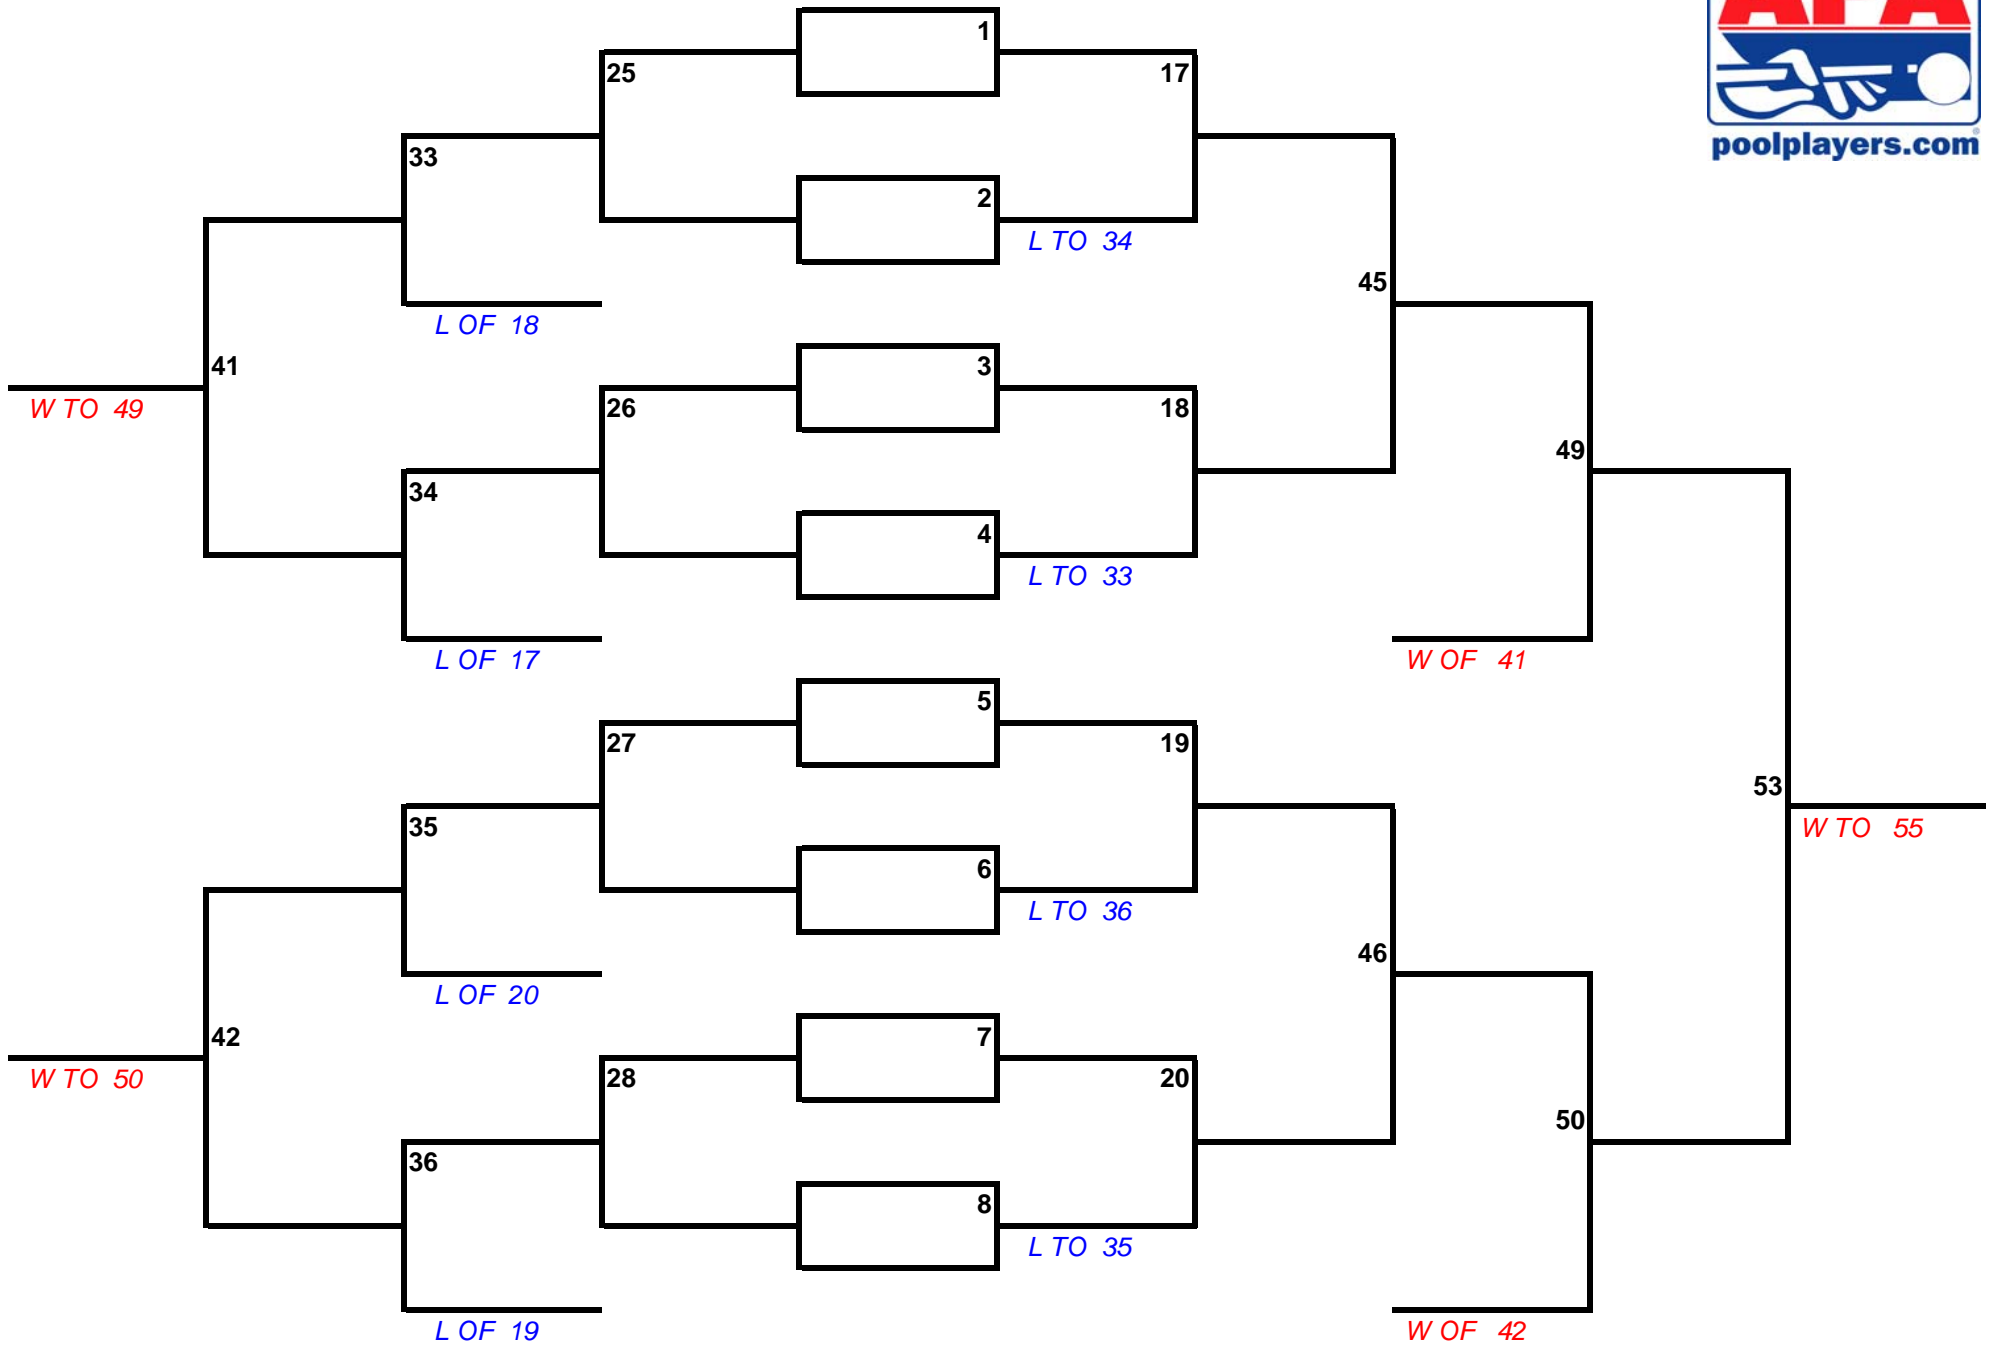 APA
1
25
17
poolplayers.com
33
2
L TO 34
45
L OF 18
41
3
W TO 49
26
18
49
34
4
L TO 33
L OF 17
W OF 41
5
27
19
53
35
W TO 55
6
L TO 36
46
L OF 20
42
7
W TO 50
28
20
50
36
8
L TO 35
L OF 19
W OF 42